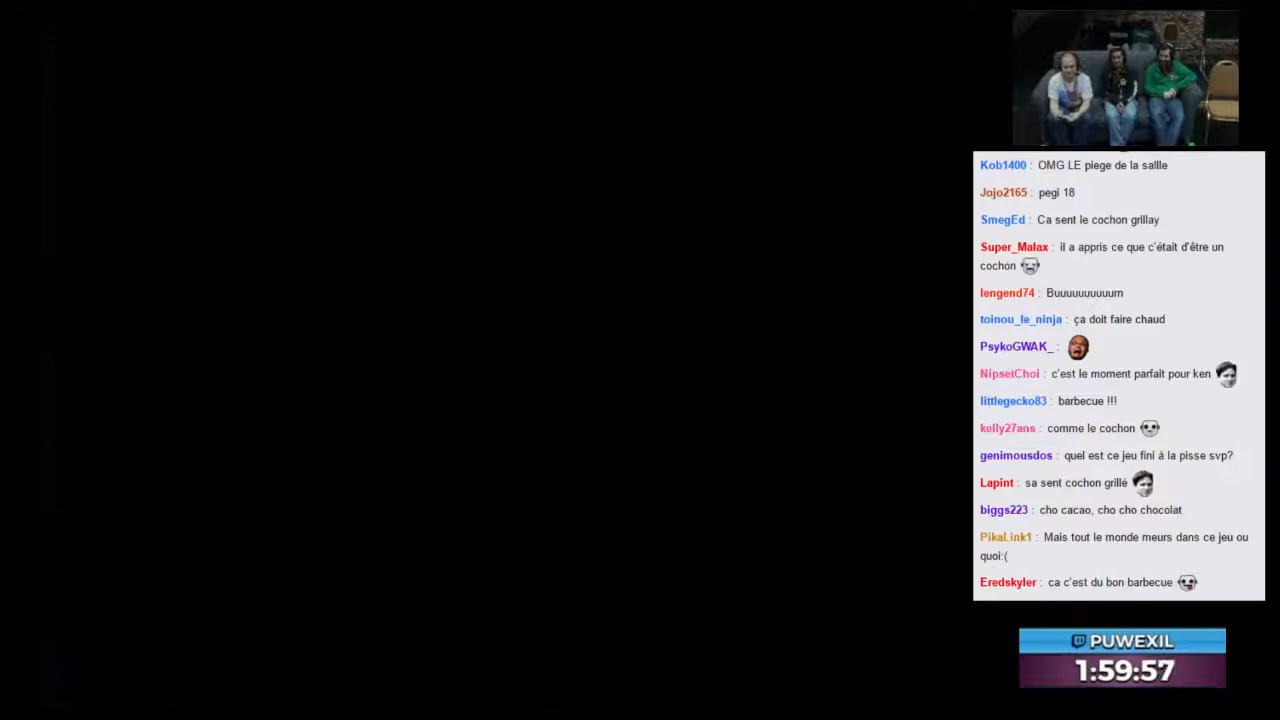 Kob1400 : OMG LE piege de la sallle
Jojo2165 : pegi 18
SmegEd : Ca sent le cochon grillay
Super_Malax : il a appris ce que c'était d'être un
cochon
lengend74 : Buuuuuuuuuurn
toinou_le_ninja : ça doit faire chaud
PsykoGWAK_ :
NipsetChoi : c'est le moment parfait pour ken
littlegecko83 : barbecue !!!
kelly27ans : comme le cochon
genimousdos : quel est ce jeu fini à la pisse svp?
Lapint : sa sent cochon grillé
biggs223 : cho cacao, cho cho chocolat
PikaLink1 : Mais tout le monde meurs dans ce jeu ou
quoi:(
Eredskyler : ca c'est du bon barbecue
PUWEXIL
1:59:57